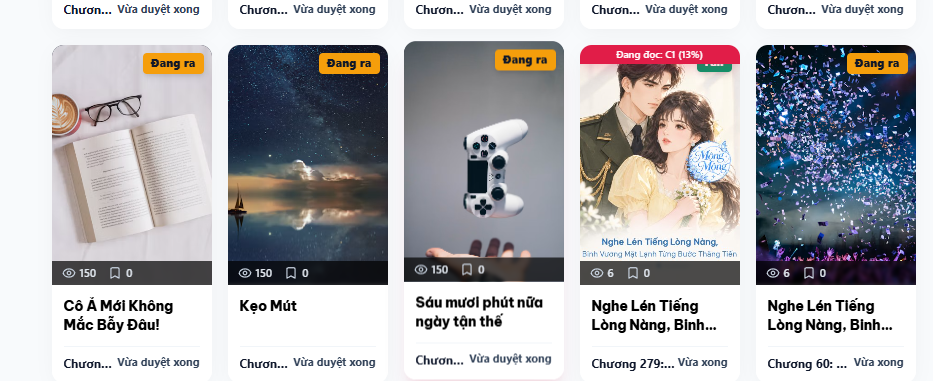 Chươn... Vừa duyệt xong
Chươn... Vừa duyệt xong
Chươn... Vừa duyệt xong
Chươn... Vừa duyệt xong
Chươn... Vừa duyệt xong
Đang ra
150 0
Cô Ả Mới Không
Mắc Bẫy Đâu!
Chươn... Vừa duyệt xong
Đang ra
150 0
Kẹo Mút
Chươn... Vừa duyệt xong
Đang ra
150 0
Sáu mươi phút nữa
ngày tận thế
Chươn... Vừa duyệt xong
Đang đọc: C1 (13%)
Mộng
Mộng
Nghe Lén Tiếng Lòng Nàng,
Binh Vương Mặt Lạnh Từng Bước Thăng Tiến
6 0
Nghe Lén Tiếng
Lòng Nàng, Binh...
Chương 279:... Vừa duyệt xong
Đang ra
6 0
Nghe Lén Tiếng
Lòng Nàng, Binh...
Chương 60: ... Vừa duyệt xong